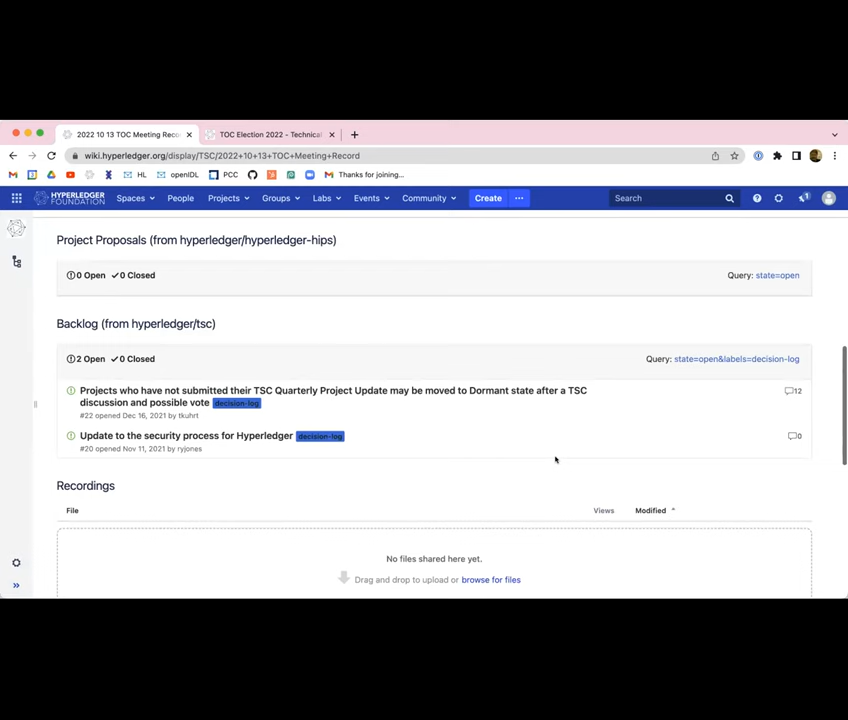 2022 10 13 TOC Meeting Reco
TOC Election 2022 - Technical
wiki.hyperledger.org/display/TSC/2022+10+13+TOC+Meeting+Record
HL
openIDL
PCC
Thanks for joining...
HYPERLEDGER FOUNDATION
Spaces
People
Projects
Groups
Labs
Events
Community
Create
Search
1
Project Proposals (from hyperledger/hyperledger-hips)
0 Open ✓0 Closed
Query: state=open
Backlog (from hyperledger/tsc)
2 Open ✓0 Closed
Query: state=open&labels=decision-log
Projects who have not submitted their TSC Quarterly Project Update may be moved to Dormant state after a TSC
12
discussion and possible vote decision-log
#22 opened Dec 16, 2021 by tkuhrt
Update to the security process for Hyperledger decision-log
0
#20 opened Nov 11, 2021 by ryjones
Recordings
File
Views
Modified
No files shared here yet.
Drag and drop to upload or browse for files